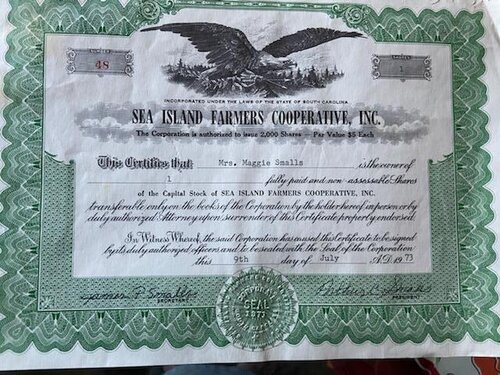 NUMBER
48
SHARES
1
INCORPORATED UNDER THE LAWS OF THE STATE OF SOUTH CAROLINA
SEA ISLAND FARMERS COOPERATIVE, INC.
The Corporation is authorized to issue 2,000 Shares — Par Value $5 Each
This Certifies that Mrs. Maggie Smalls is the owner of
1 fully paid and non-assessable Shares
of the Capital Stock of SEA ISLAND FARMERS COOPERATIVE, INC.
transferable only on the books of the Corporation by the holder hereof in person or by
duly authorized Attorney upon surrender of this Certificate properly endorsed.
In Witness Whereof, the said Corporation has caused this Certificate to be signed
by its duly authorized officers and to be sealed with the Seal of the Corporation
this 9th day of July A.D. 1973
James P. Smalls
SECRETARY
SEAL
1973
PRESIDENT